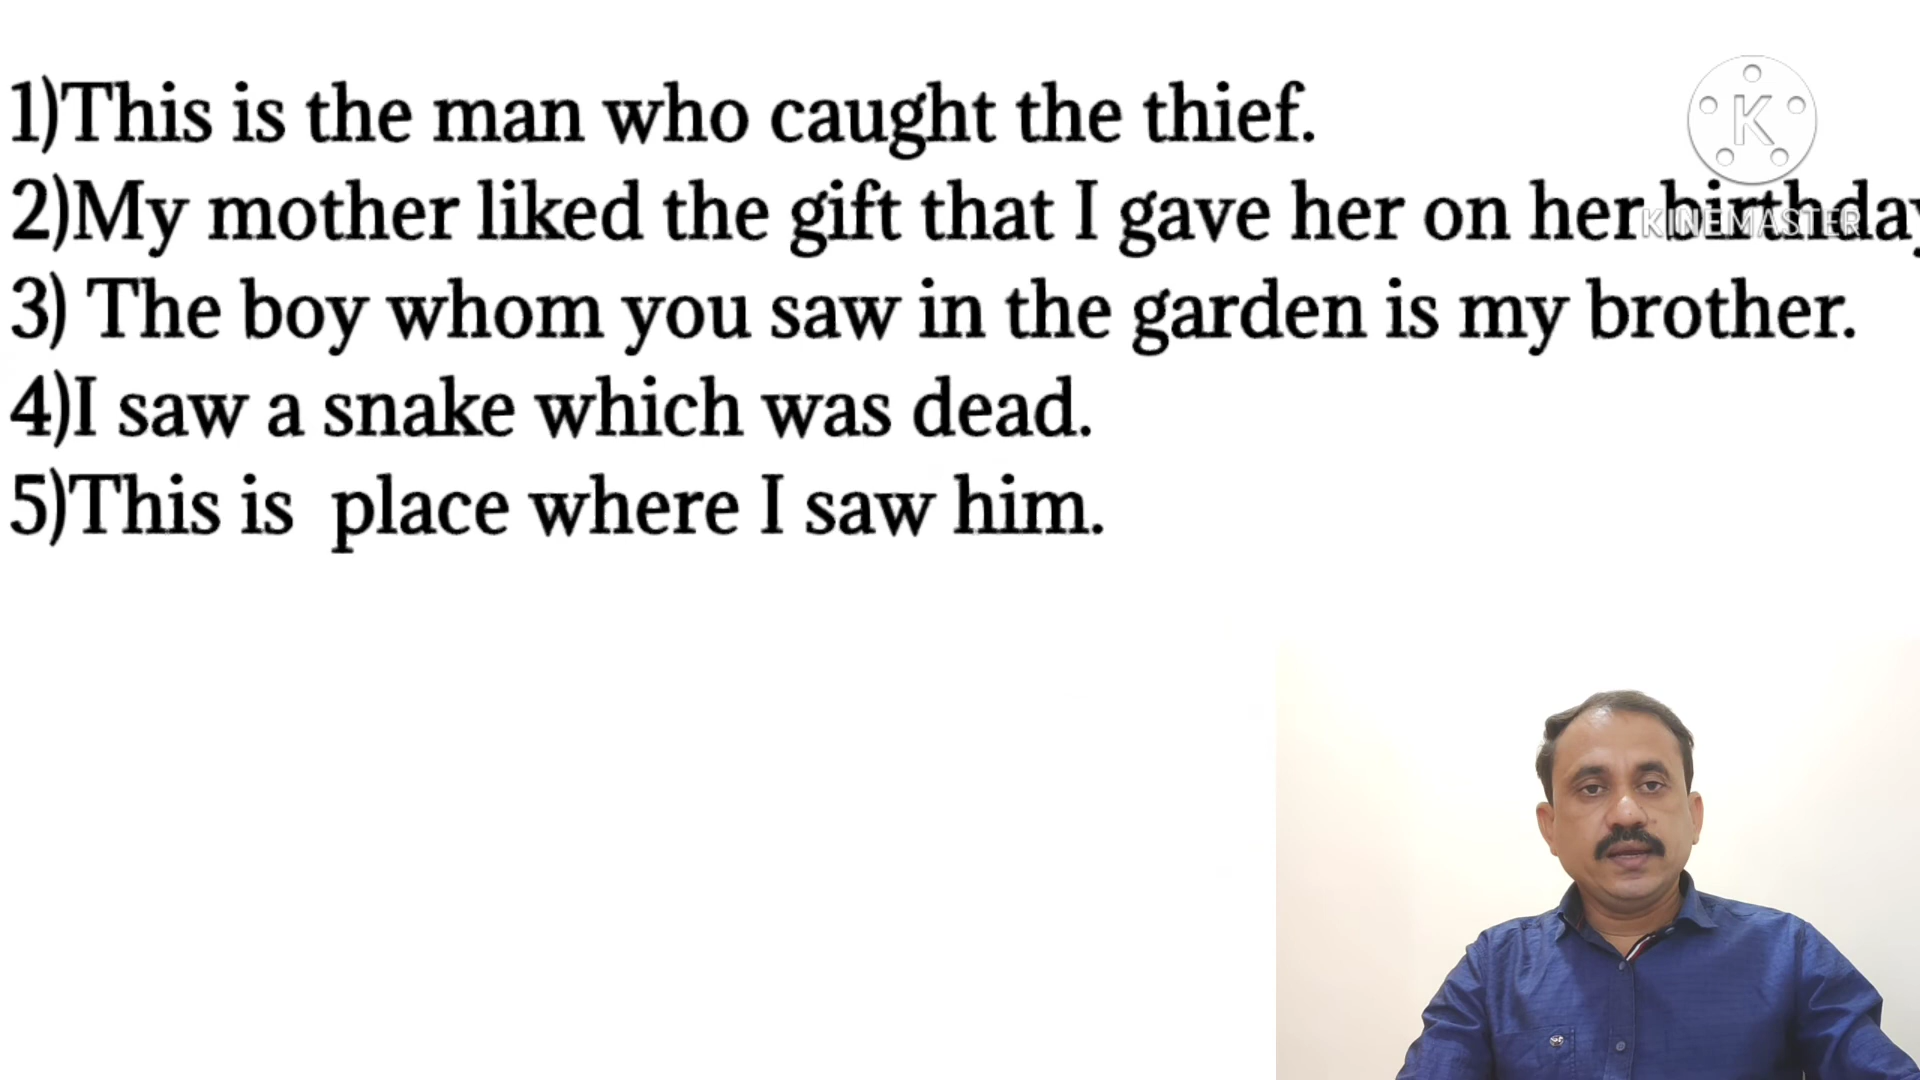 1)This is the man who caught the thief.
2)My mother liked the gift that I gave her on her birthday
3) The boy whom you saw in the garden is my brother.
4)I saw a snake which was dead.
5)This is  place where I saw him.
K
KINEMASTER